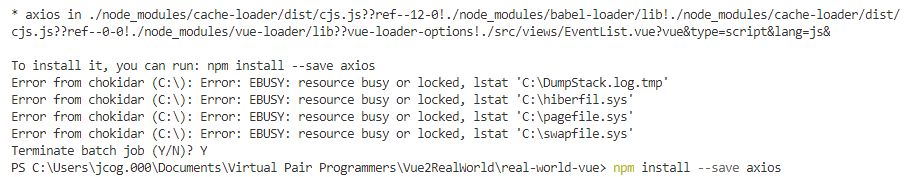 * axios in ./node_modules/cache-loader/dist/cjs.js??ref--12-0!./node_modules/babel-loader/lib!./node_modules/cache-loader/dist/
cjs.js??ref--0-0!./node_modules/vue-loader/lib??vue-loader-options!./src/views/EventList.vue?vue&type=script&lang=js&
To install it, you can run: npm install --save axios
Error from chokidar (C:\): Error: EBUSY: resource busy or locked, lstat 'C:\DumpStack.log.tmp'
Error from chokidar (C:\): Error: EBUSY: resource busy or locked, lstat 'C:\hiberfil.sys'
Error from chokidar (C:\): Error: EBUSY: resource busy or locked, lstat 'C:\pagefile.sys'
Error from chokidar (C:\): Error: EBUSY: resource busy or locked, lstat 'C:\swapfile.sys'
Terminate batch job (Y/N)? Y
PS C:\Users\jcog.000\Documents\Virtual Pair Programmers\Vue2RealWorld\real-world-vue> npm install --save axios